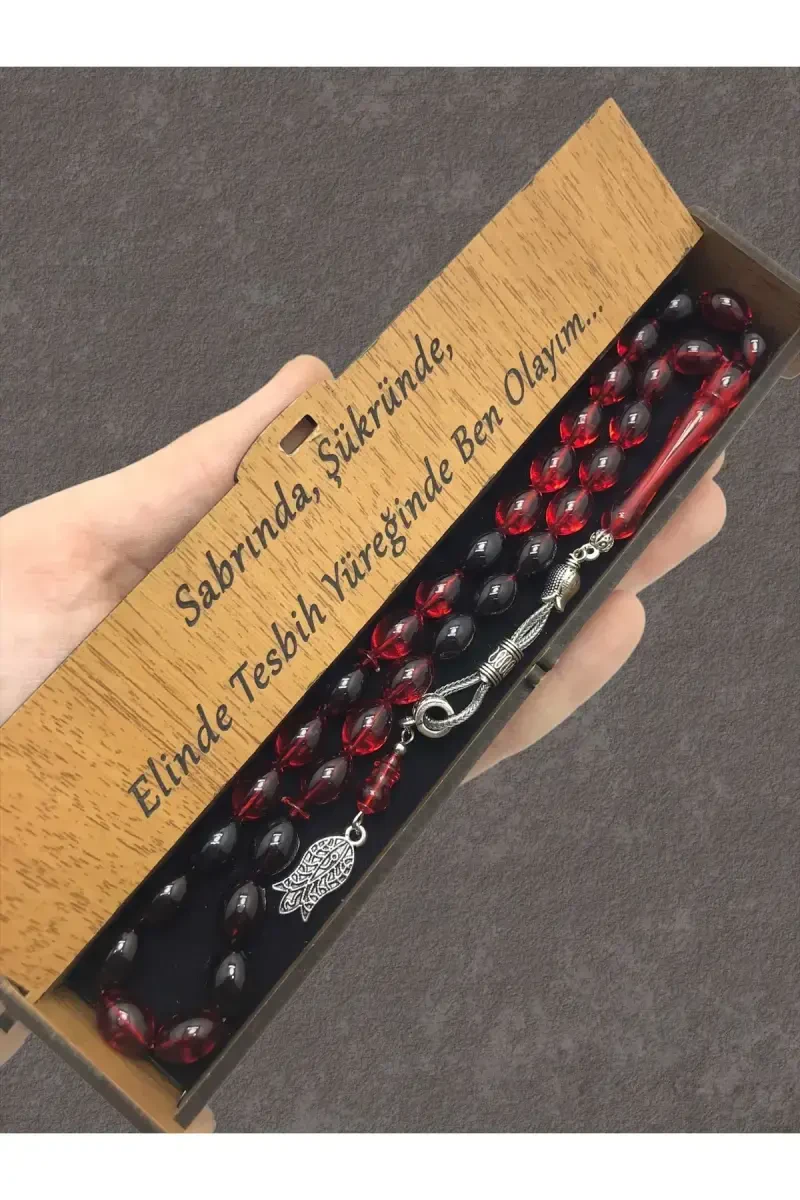 Sabrında, Şükründe,
Elinde Tesbih Yüreğinde Ben Olayım...